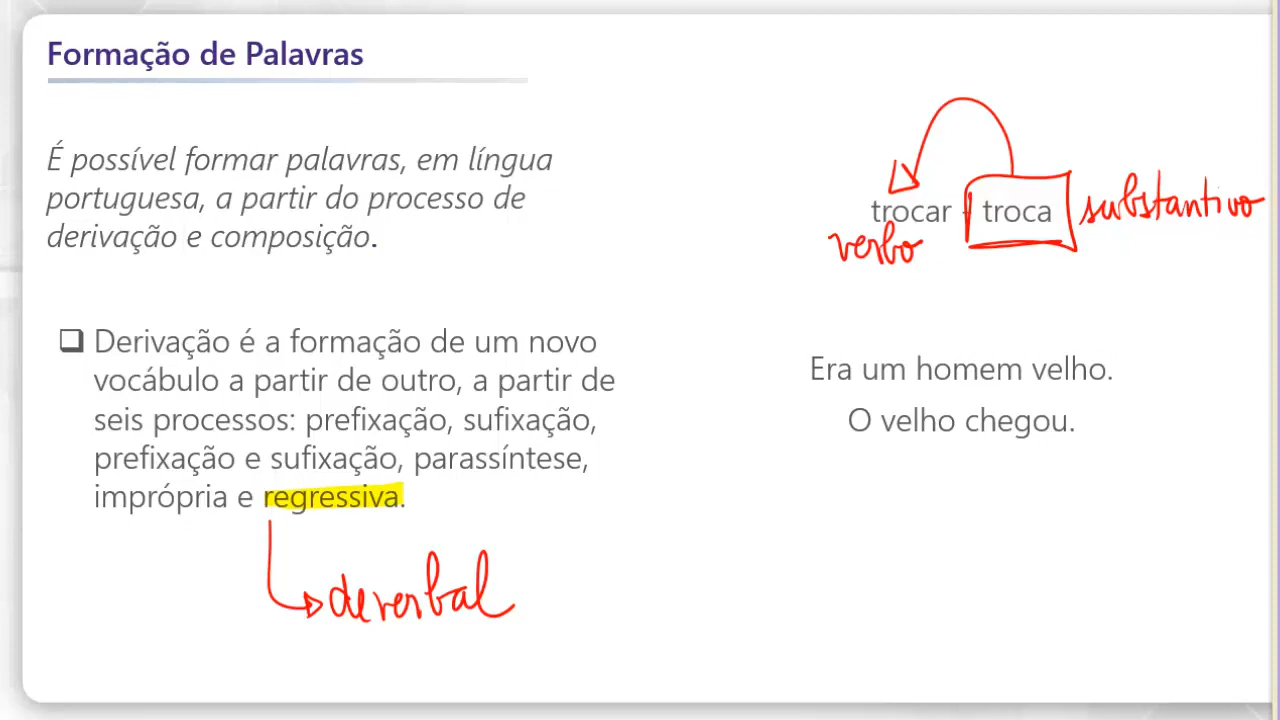 Formação de Palavras
É possível formar palavras, em língua
portuguesa, a partir do processo de
derivação e composição.
❑ Derivação é a formação de um novo
vocábulo a partir de outro, a partir de
seis processos: prefixação, sufixação,
prefixação e sufixação, parassíntese,
imprópria e regressiva.
deverbal
trocar - troca substantivo
verbo
Era um homem velho.
O velho chegou.